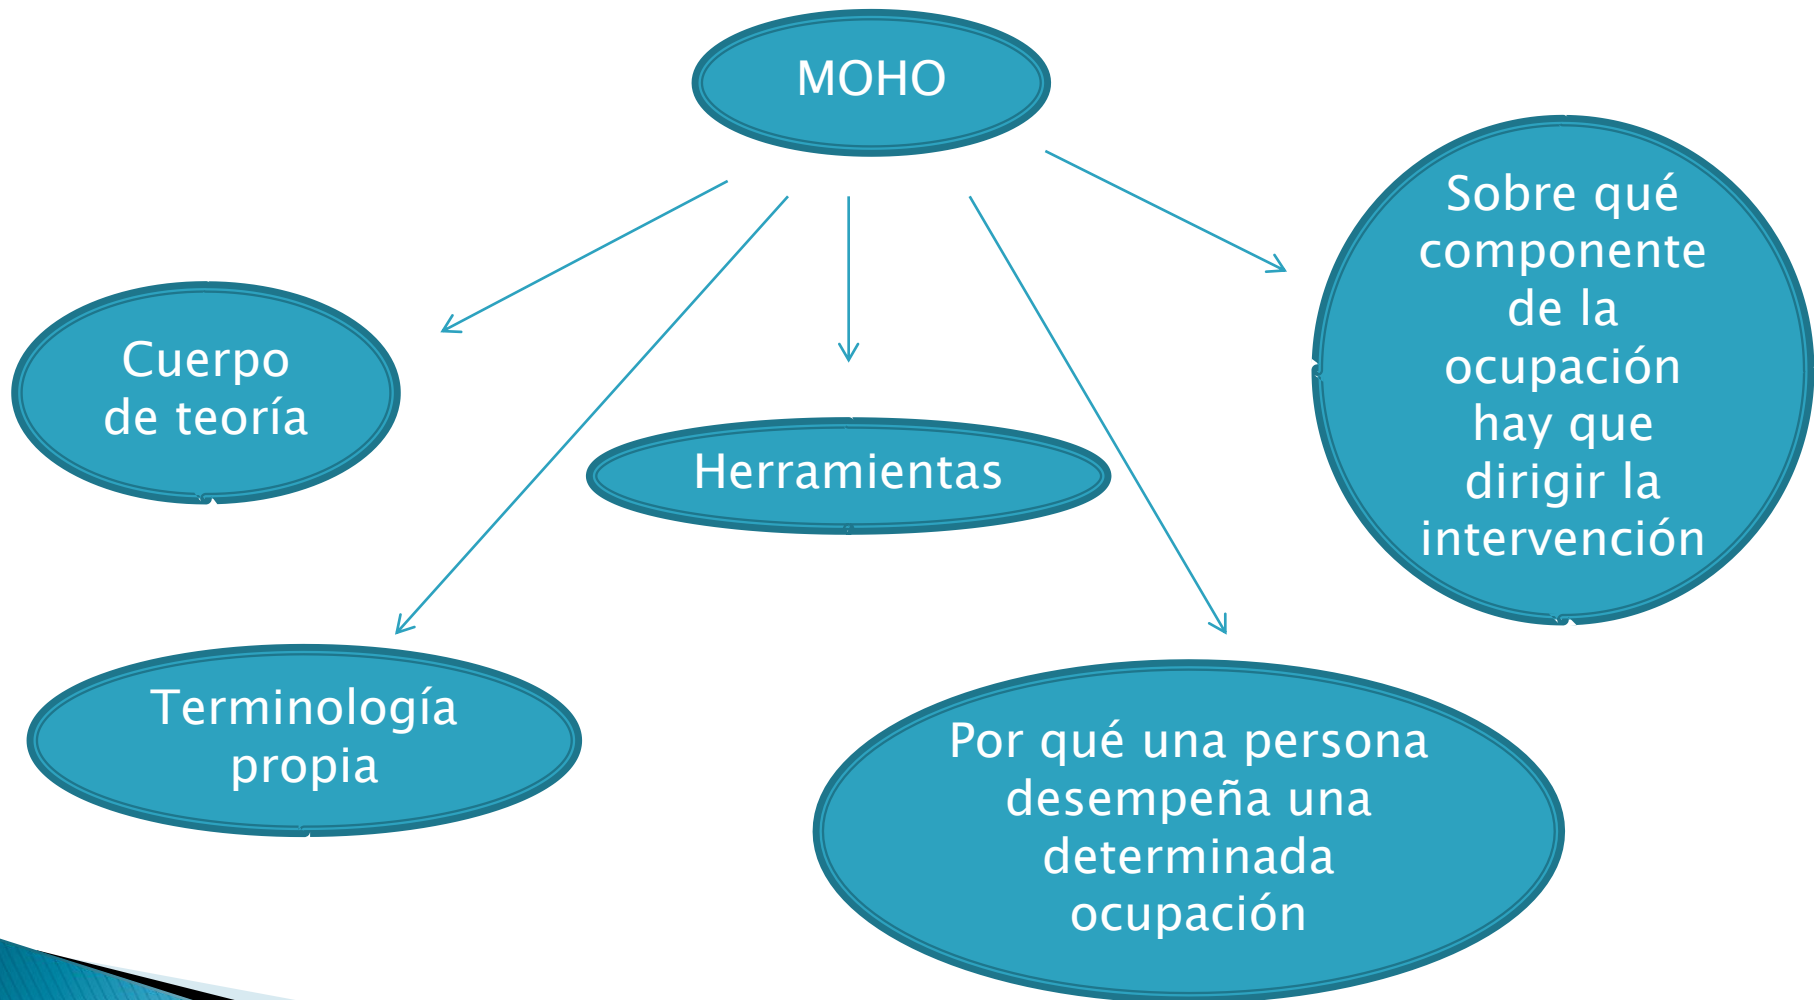 MOHO
Cuerpo
de teoría
Herramientas
Sobre qué
componente
de la
ocupación
hay que
dirigir la
intervención
Terminología
propia
Por qué una persona
desempeña una
determinada
ocupación